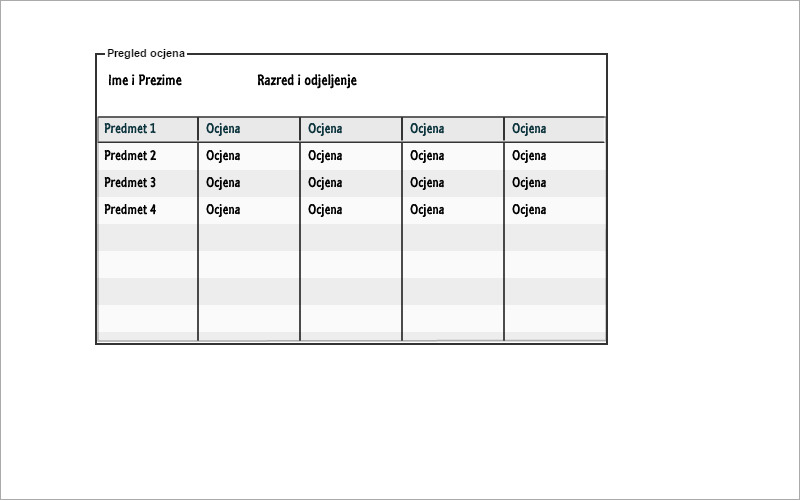 Pregled ocjena
Ime i Prezime Razred i odjeljenje
Predmet 1 Ocjena Ocjena Ocjena Ocjena
Predmet 2 Ocjena Ocjena Ocjena Ocjena
Predmet 3 Ocjena Ocjena Ocjena Ocjena
Predmet 4 Ocjena Ocjena Ocjena Ocjena